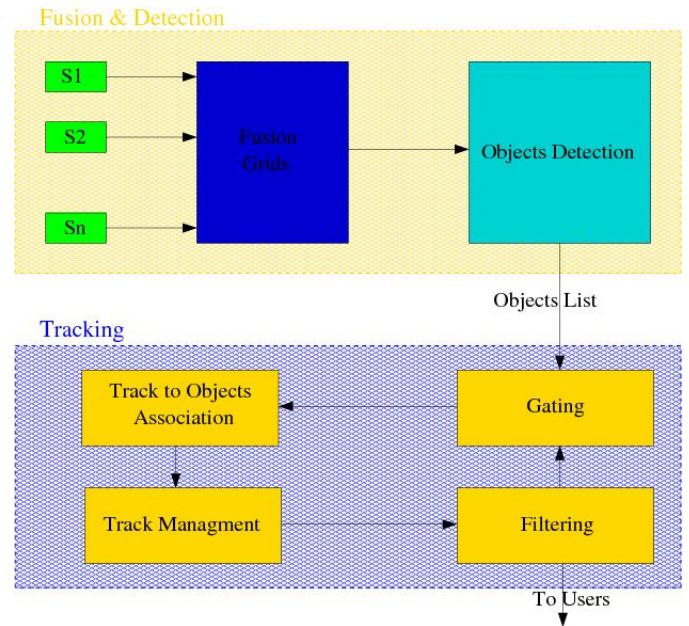 Fusion & Detection
S1
S2
Sn
Fusion
Grids
Objects Detection
Objects List
Tracking
Track to Objects
Association
Gating
Track Managment
Filtering
To Users